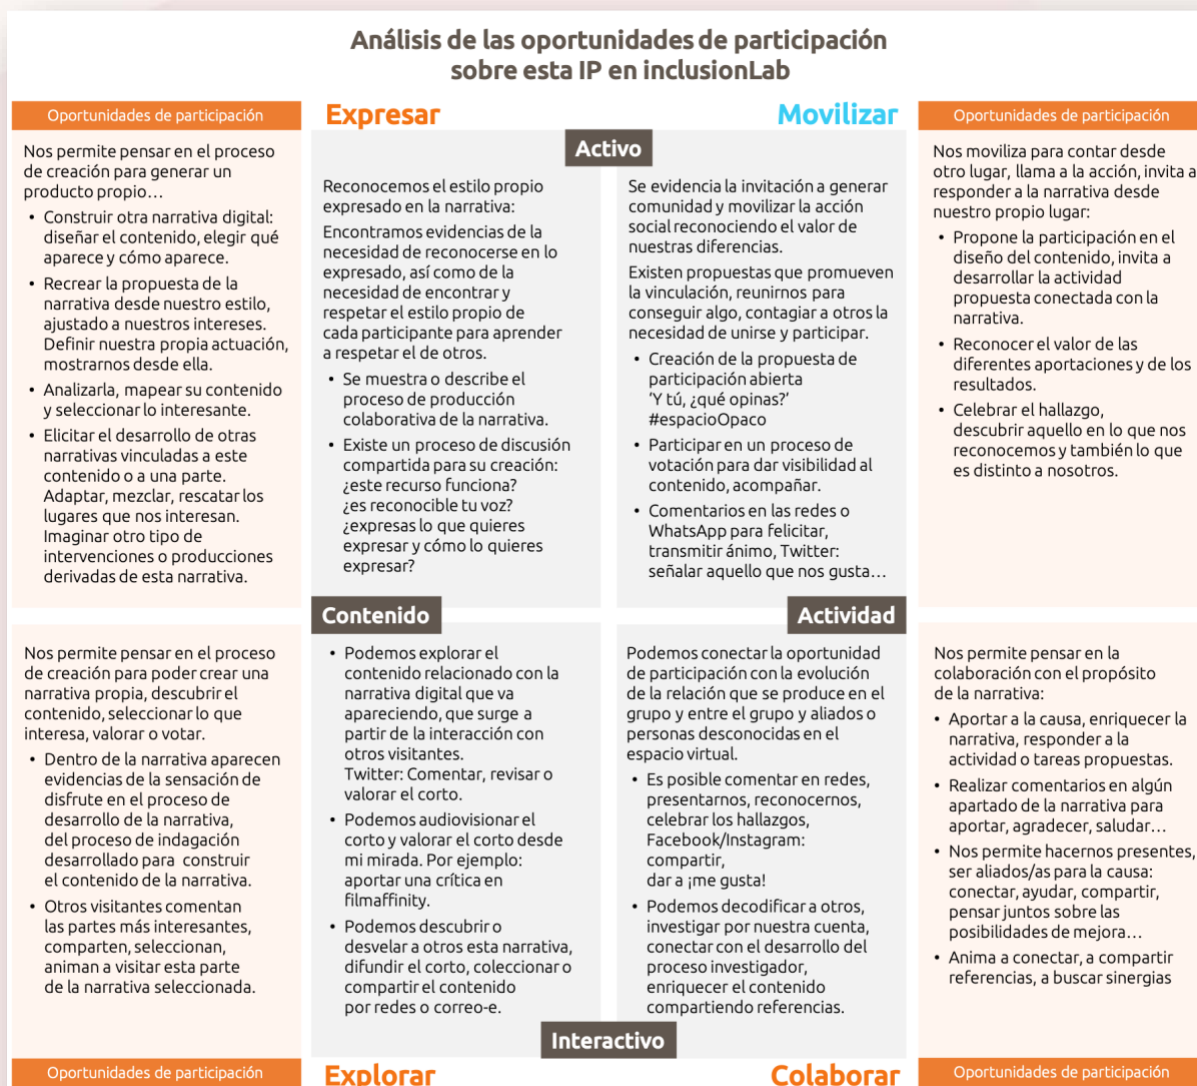 Análisis de las oportunidades de participación
sobre esta IP en inclusionLab
Oportunidades de participación
Nos permite pensar en el proceso
de creación para generar un
producto propio…
• Construir otra narrativa digital:
diseñar el contenido, elegir qué
aparece y cómo aparece.
• Recrear la propuesta de la
narrativa desde nuestro estilo,
ajustado a nuestros intereses.
Definir nuestra propia actuación,
mostrarnos desde ella.
• Analizarla, mapear su contenido
y seleccionar lo interesante.
• Elicitar el desarrollo de otras
narrativas vinculadas a este
contenido o a una parte.
Adaptar, mezclar, rescatar los
lugares que nos interesan.
Imaginar otro tipo de
intervenciones o producciones
derivadas de esta narrativa.
Expresar
Movilizar
Activo
Reconocemos el estilo propio
expresado en la narrativa:
Encontramos evidencias de la
necesidad de reconocerse en lo
expresado, así como de la
necesidad de encontrar y
respetar el estilo propio de
cada participante para aprender
a respetar el de otros.
• Se muestra o describe el
proceso de producción
colaborativa de la narrativa.
• Existe un proceso de discusión
compartida para su creación:
¿este recurso funciona?
¿es reconocible tu voz?
¿expresas lo que quieres
expresar y cómo lo quieres
expresar?
Se evidencia la invitación a generar
comunidad y movilizar la acción
social reconociendo el valor de
nuestras diferencias.
Existen propuestas que promueven
la vinculación, reunirnos para
conseguir algo, contagiar a otros la
necesidad de unirse y participar.
• Creación de la propuesta de
participación abierta
‘Y tú, ¿qué opinas?’
#espacioOpaco
• Participar en un proceso de
votación para dar visibilidad al
contenido, acompañar.
• Comentarios en las redes o
WhatsApp para felicitar,
transmitir ánimo, Twitter:
señalar aquello que nos gusta…
Oportunidades de participación
Nos moviliza para contar desde
otro lugar, llama a la acción, invita a
responder a la narrativa desde
nuestro propio lugar:
• Propone la participación en el
diseño del contenido, invita a
desarrollar la actividad
propuesta conectada con la
narrativa.
• Reconocer el valor de las
diferentes aportaciones y de los
resultados.
• Celebrar el hallazgo,
descubrir aquello en lo que nos
reconocemos y también lo que
es distinto a nosotros.
Contenido
Actividad
Nos permite pensar en el proceso
de creación para poder crear una
narrativa propia, descubrir el
contenido, seleccionar lo que
interesa, valorar o votar.
• Dentro de la narrativa aparecen
evidencias de la sensación de
disfrute en el proceso de
desarrollo de la narrativa,
del proceso de indagación
desarrollado para construir
el contenido de la narrativa.
• Otros visitantes comentan
las partes más interesantes,
comparten, seleccionan,
animan a visitar esta parte
de la narrativa seleccionada.
Oportunidades de participación
• Podemos explorar el
contenido relacionado con la
narrativa digital que va
apareciendo, que surge a
partir de la interacción con
otros visitantes.
Twitter: Comentar, revisar o
valorar el corto.
• Podemos audiovisionar el
corto y valorar el corto desde
mi mirada. Por ejemplo:
aportar una crítica en
filmaffinity.
• Podemos descubrir o
desvelar a otros esta narrativa,
difundir el corto, coleccionar o
compartir el contenido
por redes o correo-e.
Podemos conectar la oportunidad
de participación con la evolución
de la relación que se produce en el
grupo y entre el grupo y aliados o
personas desconocidas en el
espacio virtual.
• Es posible comentar en redes,
presentarnos, reconocernos,
celebrar los hallazgos,
Facebook/Instagram:
compartir,
dar a ¡me gusta!
• Podemos decodificar a otros,
investigar por nuestra cuenta,
conectar con el desarrollo del
proceso investigador,
enriquecer el contenido
compartiendo referencias.
Interactivo
Explorar
Colaborar
Nos permite pensar en la
colaboración con el propósito
de la narrativa:
• Aportar a la causa, enriquecer la
narrativa, responder a la
actividad o tareas propuestas.
• Realizar comentarios en algún
apartado de la narrativa para
aportar, agradecer, saludar…
• Nos permite hacernos presentes,
ser aliados/as para la causa:
conectar, ayudar, compartir,
pensar juntos sobre las
posibilidades de mejora…
• Anima a conectar, a compartir
referencias, a buscar sinergias
Oportunidades de participación